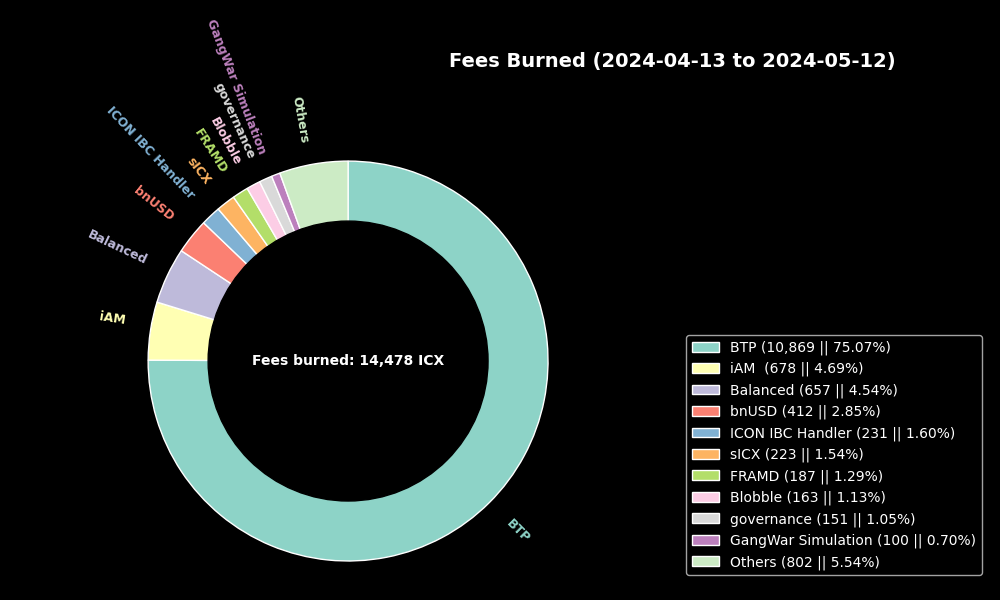 Fees Burned (2024-04-13 to 2024-05-12)
GangWar Simulation
governance
Others
Blobble
FRAMD
ICON IBC Handler
sICX
bnUSD
Balanced
iAM
Fees burned: 14,478 ICX
BTP
BTP (10,869 || 75.07%)
iAM  (678 || 4.69%)
Balanced (657 || 4.54%)
bnUSD (412 || 2.85%)
ICON IBC Handler (231 || 1.60%)
sICX (223 || 1.54%)
FRAMD (187 || 1.29%)
Blobble (163 || 1.13%)
governance (151 || 1.05%)
GangWar Simulation (100 || 0.70%)
Others (802 || 5.54%)